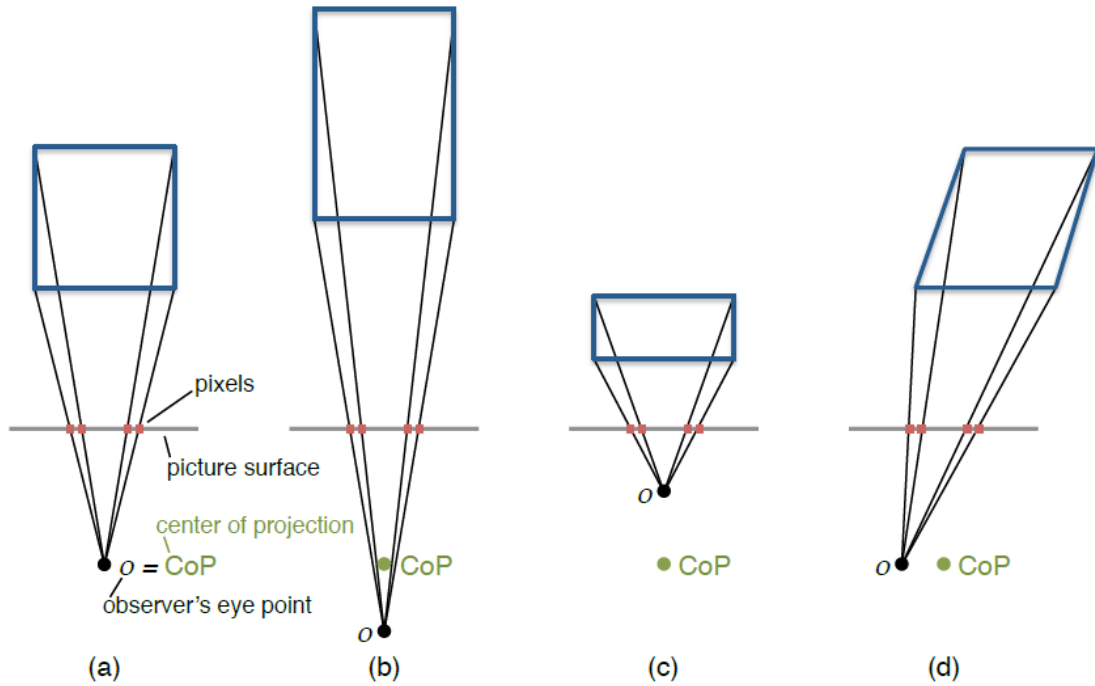 pixels
picture surface
center of projection
o = CoP
observer's eye point
CoP
o
o
CoP
o
CoP
(a)
(b)
(c)
(d)